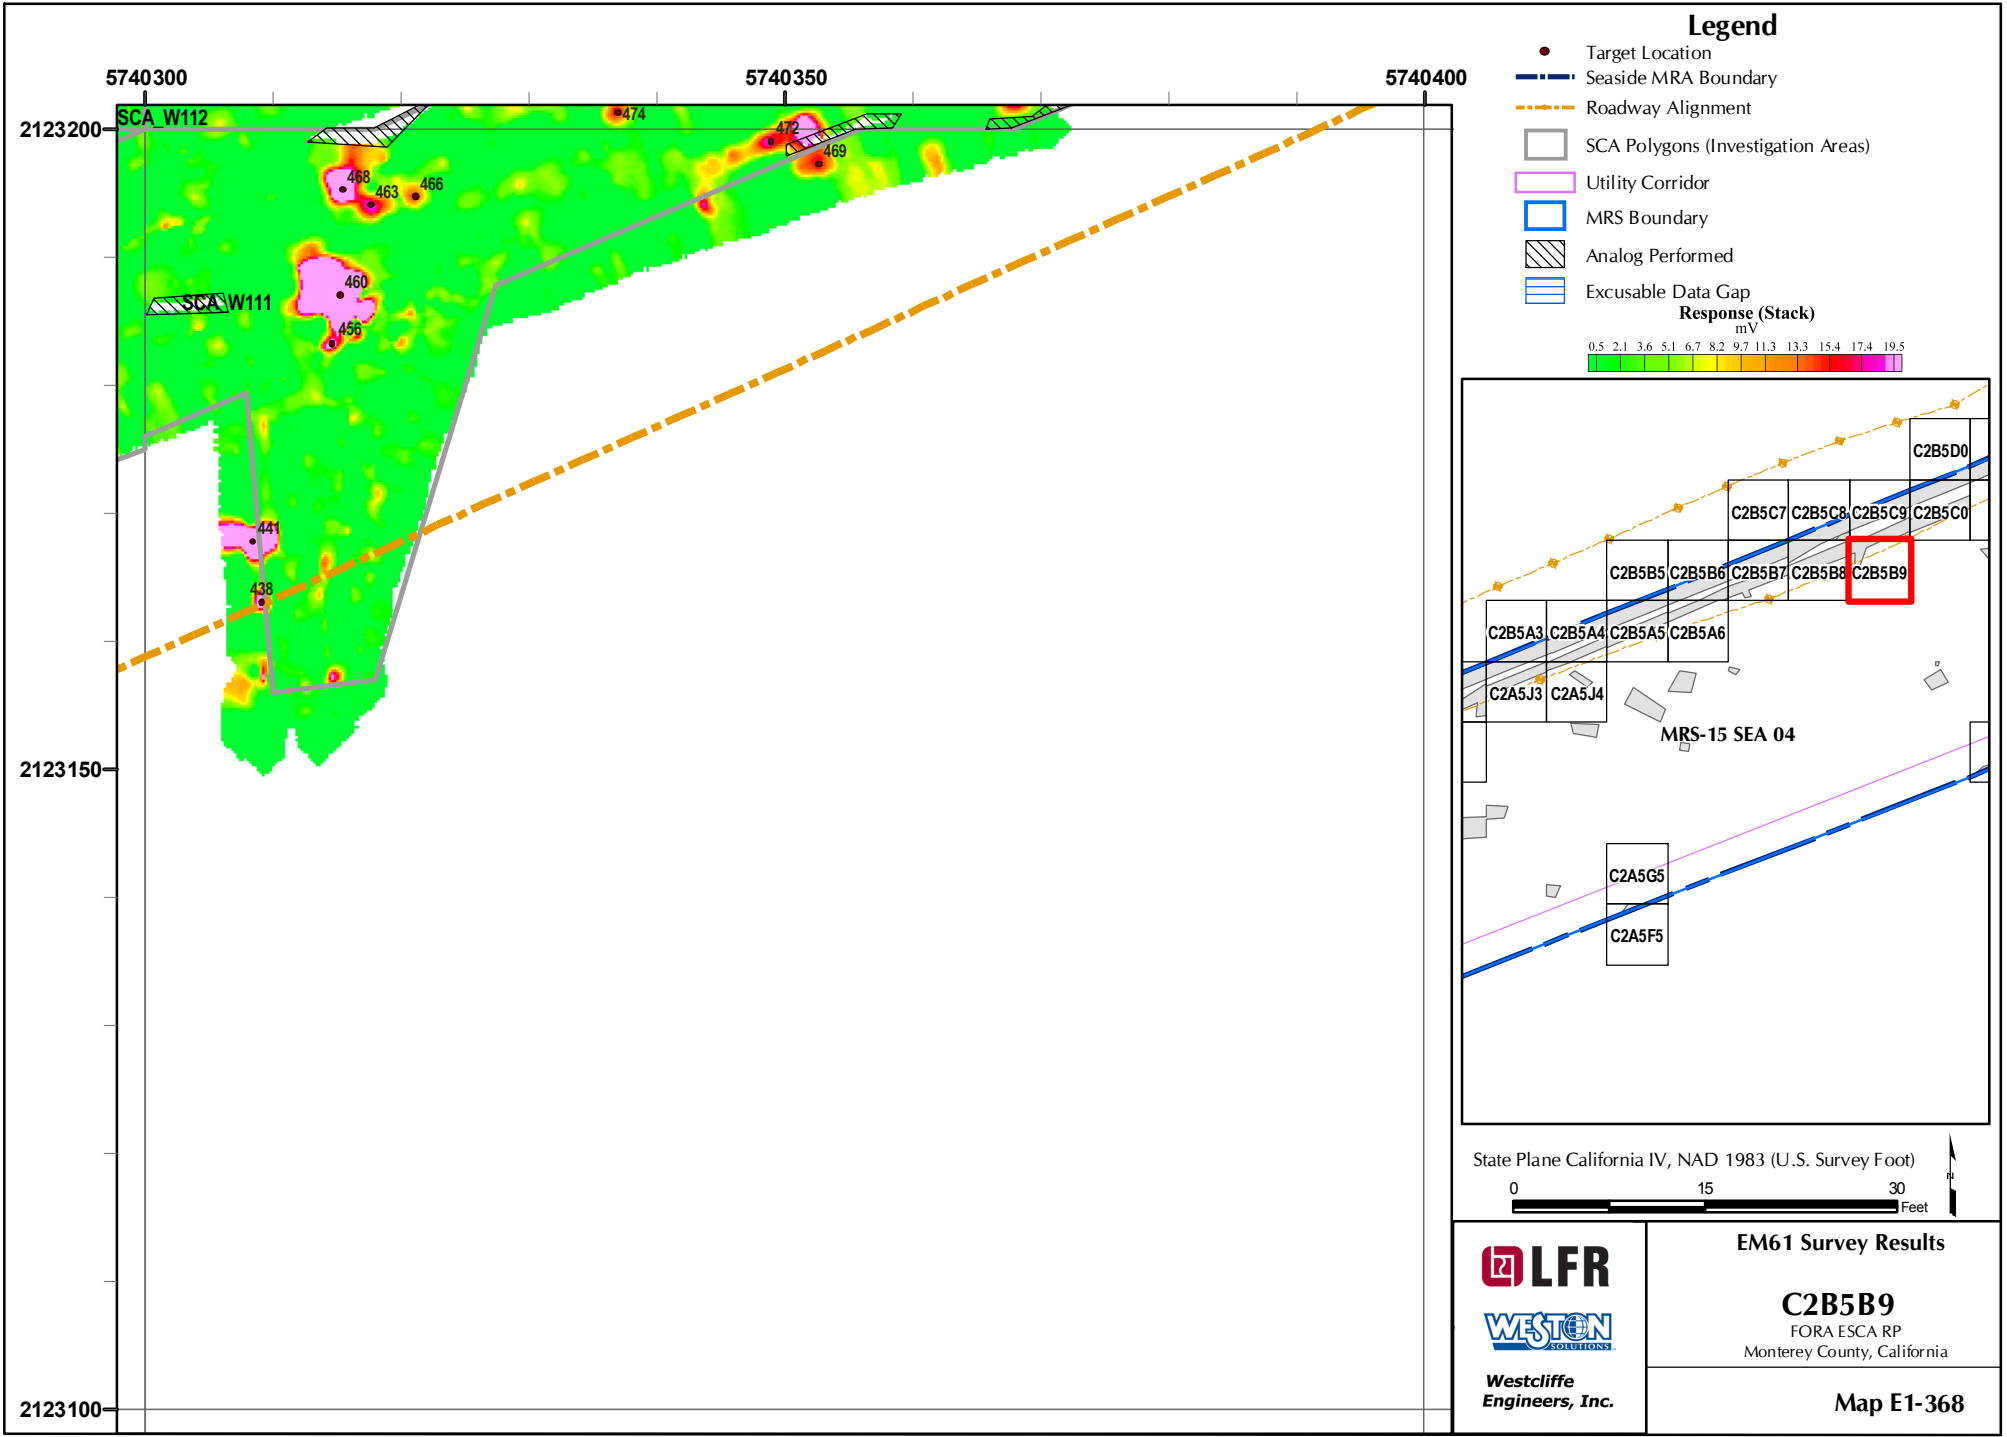 Legend
Target Location
Seaside MRA Boundary
Roadway Alignment
SCA Polygons (Investigation Areas)
Utility Corridor
MRS Boundary
Analog Performed
Excusable Data Gap
Response (Stack)
mV
0.5 2.1 3.6 5.1 6.7 8.2 9.7 11.3 13.3 15.4 17.4 19.5
5740300 5740350 5740400
2123200
2123150
2123100
SCA_W112
474
472
469
468
463
466
SCA_W111
460
456
441
438
C2B5D0
C2B5C7 C2B5C8 C2B5C9 C2B5C0
C2B5B5 C2B5B6 C2B5B7 C2B5B8 C2B5B9
C2B5A3 C2B5A4 C2B5A5 C2B5A6
C2A5J3 C2A5J4
MRS-15 SEA 04
C2A5G5
C2A5F5
State Plane California IV, NAD 1983 (U.S. Survey Foot)
N
0 15 30
Feet
LFR
WESTON
SOLUTIONS
Westcliffe
Engineers, Inc.
EM61 Survey Results
C2B5B9
FORA ESCA RP
Monterey County, California
Map E1-368